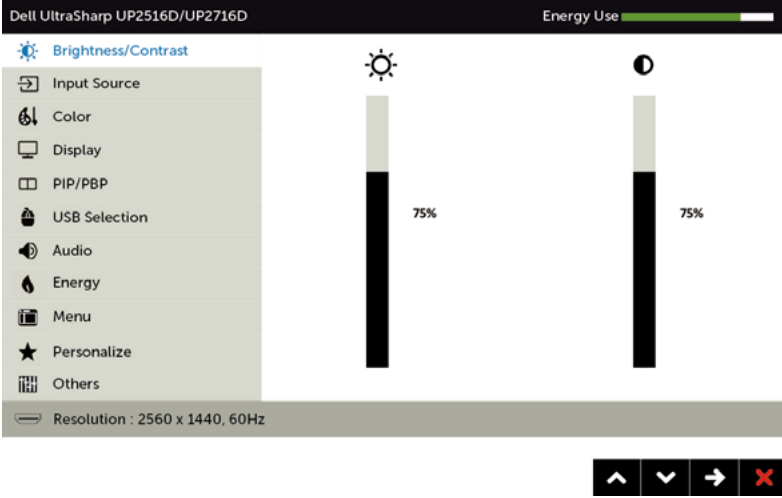 Dell UltraSharp UP2516D/UP2716D
Energy Use
Brightness/Contrast
Input Source
Color
Display
PIP/PBP
USB Selection
Audio
Energy
Menu
Personalize
Others
75%
75%
Resolution : 2560 x 1440, 60Hz